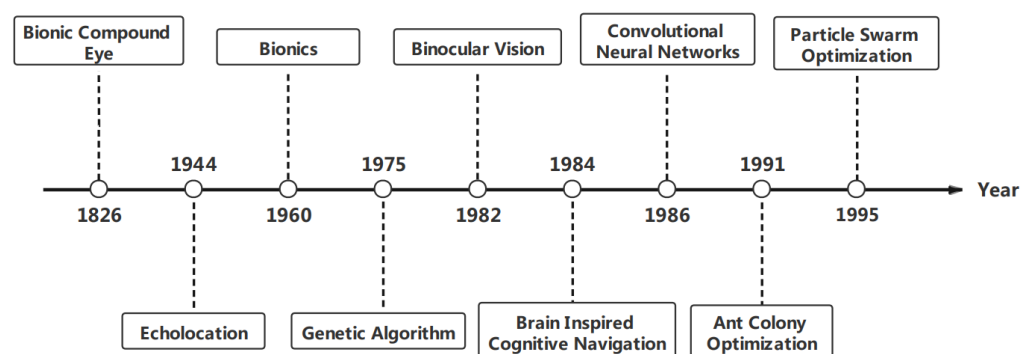 Bionic Compound
Eye
Bionics
Binocular Vision
Convolutional
Neural Networks
Particle Swarm
Optimization
1944
1975
1984
1991
Year
1826
1960
1982
1986
1995
Echolocation
Genetic Algorithm
Brain Inspired
Cognitive Navigation
Ant Colony
Optimization